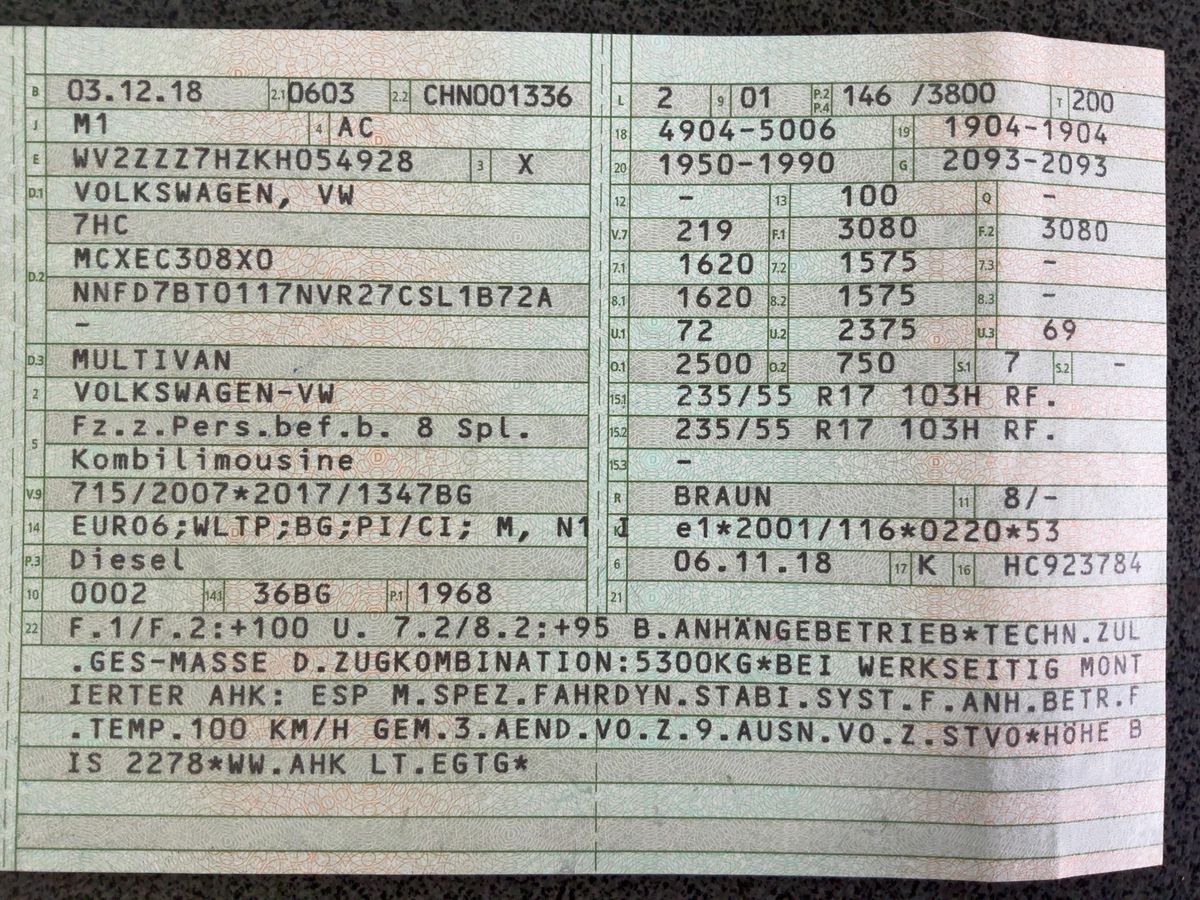 B 03.12.18 2.1 0603 2.2 CHN001336
J M1 4 AC
E WV2ZZZ7HZKH054928 3 X
D.1 VOLKSWAGEN, VW
7HC
D.2 MCXEC308X0
NNFD7BT0117NVR27CSL1B72A
–
D.3 MULTIVAN
2 VOLKSWAGEN-VW
5 Fz.z.Pers.bef.b. 8 Spl.
Kombilimousine
V.9 715/2007*2017/1347BG
14 EURO6;WLTP;BG;PI/CI; M, N1 I
P.3 Diesel
10 0002 14.1 36BG P.1 1968
L 2 9 01 P.2 P.4 146 /3800 T 200
18 4904-5006 19 1904-1904
20 1950-1990 G 2093-2093
12 – 13 100 Q –
V.7 219 F.1 3080 F.2 3080
7.1 1620 7.2 1575 7.3 –
8.1 1620 8.2 1575 8.3 –
U.1 72 U.2 2375 U.3 69
O.1 2500 O.2 750 S.1 7 S.2 –
15.1 235/55 R17 103H RF.
15.2 235/55 R17 103H RF.
15.3 –
R BRAUN 11 8/-
K e1*2001/116*0220*53
6 06.11.18 17 K 16 HC923784
21
22 F.1/F.2:+100 U. 7.2/8.2:+95 B.ANHÄNGEBETRIEB*TECHN.ZUL
.GES-MASSE D.ZUGKOMBINATION:5300KG*BEI WERKSEITIG MONT
IERTER AHK: ESP M.SPEZ.FAHRDYN.STABI.SYST.F.ANH.BETR.F
.TEMP.100 KM/H GEM.3.AEND.VO.Z.9.AUSN.VO.Z.STVO*HÖHE B
IS 2278*WW.AHK LT.EGTG*